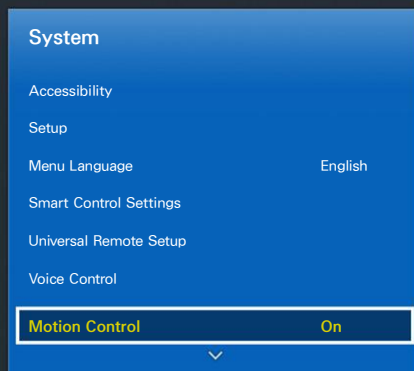 System
Accessibility
Setup
Menu Language English
Smart Control Settings
Universal Remote Setup
Voice Control
Motion Control On